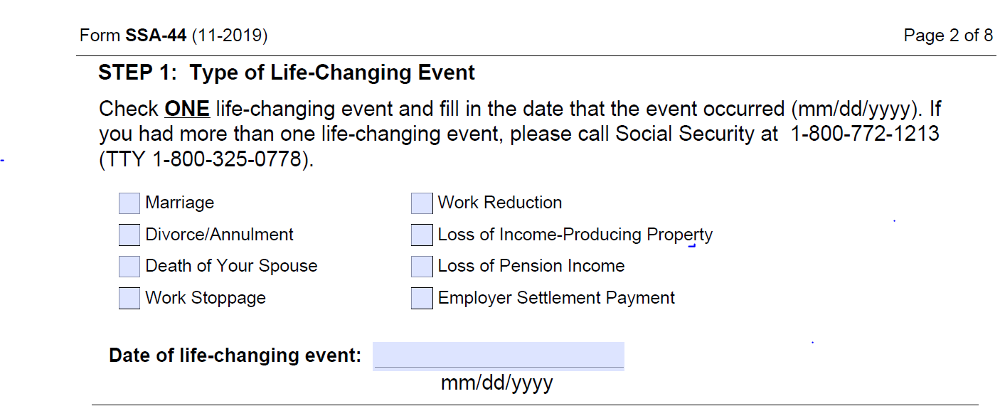 Form SSA-44 (11-2019) Page 2 of 8
STEP 1: Type of Life-Changing Event
Check ONE life-changing event and fill in the date that the event occurred (mm/dd/yyyy). If
you had more than one life-changing event, please call Social Security at 1-800-772-1213
(TTY 1-800-325-0778).
Marriage Work Reduction
Divorce/Annulment Loss of Income-Producing Property
Death of Your Spouse Loss of Pension Income
Work Stoppage Employer Settlement Payment
Date of life-changing event:
mm/dd/yyyy